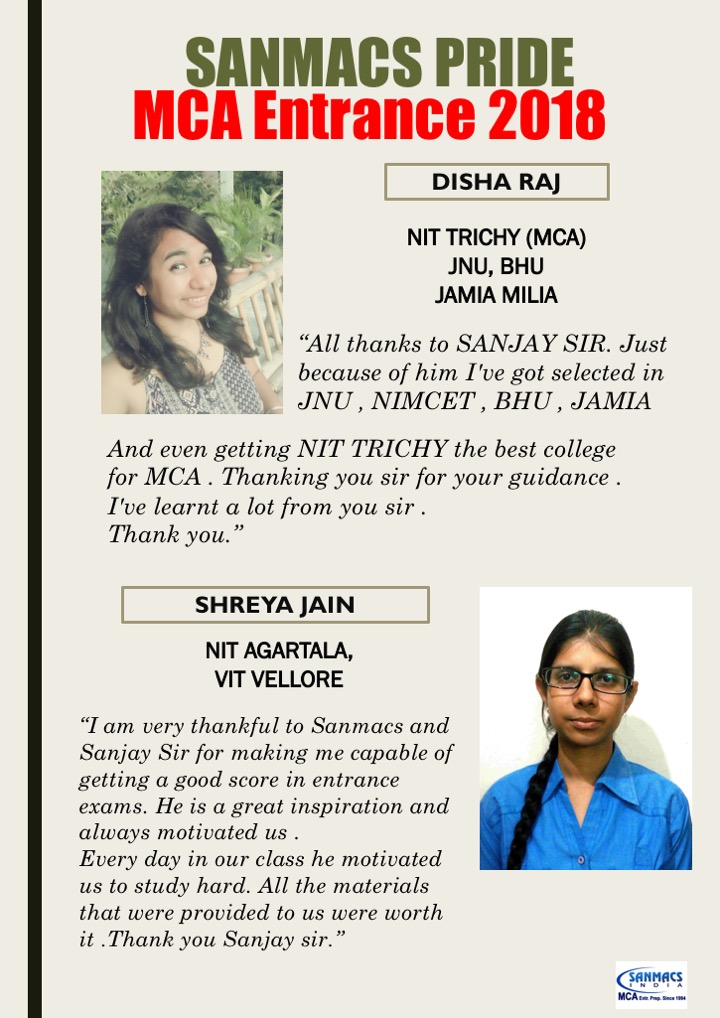 SANMACS PRIDE
MCA Entrance 2018
DISHA RAJ
NIT TRICHY (MCA)
JNU, BHU
JAMIA MILIA
“All thanks to SANJAY SIR. Just
because of him I've got selected in
JNU , NIMCET , BHU , JAMIA
And even getting NIT TRICHY the best college
for MCA . Thanking you sir for your guidance .
I've learnt a lot from you sir .
Thank you.”
SHREYA JAIN
NIT AGARTALA,
VIT VELLORE
“I am very thankful to Sanmacs and
Sanjay Sir for making me capable of
getting a good score in entrance
exams. He is a great inspiration and
always motivated us .
Every day in our class he motivated
us to study hard. All the materials
that were provided to us were worth
it .Thank you Sanjay sir.”
SANMACS
INDIA
MCA Entr. Prep. Since 1994